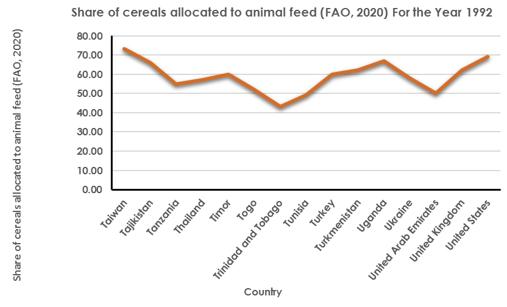 Share of cereals allocated to animal feed (FAO, 2020) For the Year 1992
Share of cereals allocated to animal feed (FAO, 2020)
80.00
70.00
60.00
50.00
40.00
30.00
20.00
10.00
0.00
Taiwan
Tajikistan
Tanzania
Thailand
Timor
Togo
Trinidad and Tobago
Tunisia
Turkey
Turkmenistan
Uganda
Ukraine
United Arab Emirates
United Kingdom
United States
Country